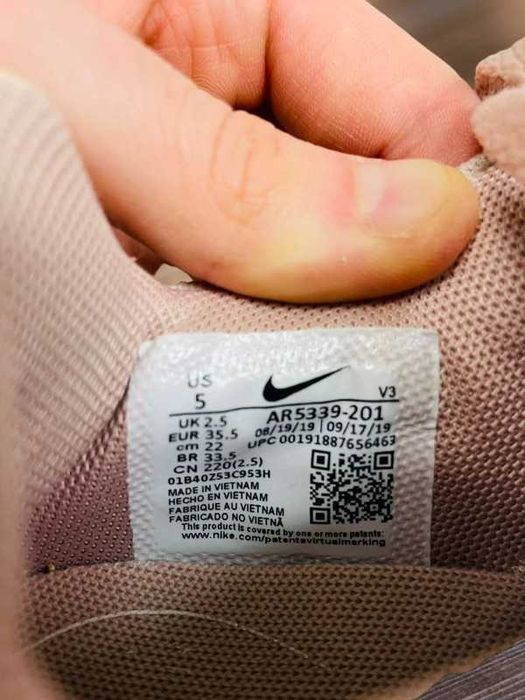 US
5
V3
AR5339-201
UK 2.5
08/19/19 | 09/17/19
EUR 35.5
UPC 00191887656463
cm 22
BR 33.5
CN 220(2.5)
01B40Z53C953H
MADE IN VIETNAM
HECHO EN VIETNAM
FABRIQUE AU VIETNAM
FABRICADO NO VIETNÃ
This product is covered by one or more patents:
www.nike.com/patentsvirtualmarking